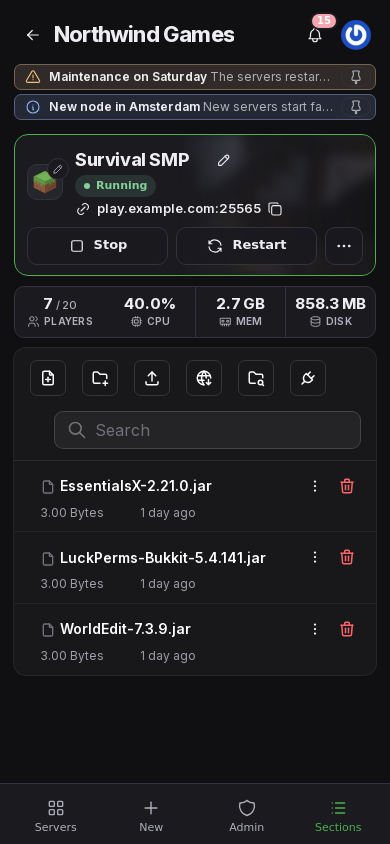 Northwind Games
15
Maintenance on Saturday The servers restar...
New node in Amsterdam New servers start fa...
Survival SMP
Running
play.example.com:25565
Stop
Restart
7 / 20
PLAYERS
40.0%
CPU
2.7 GB
MEM
858.3 MB
DISK
Search
EssentialsX-2.21.0.jar
3.00 Bytes 1 day ago
LuckPerms-Bukkit-5.4.141.jar
3.00 Bytes 1 day ago
WorldEdit-7.3.9.jar
3.00 Bytes 1 day ago
Servers
New
Admin
Sections